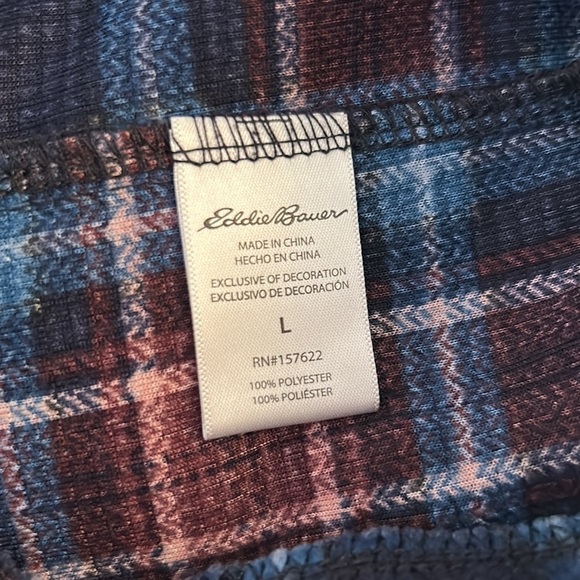 Eddie Bauer
MADE IN CHINA
HECHO EN CHINA
EXCLUSIVE OF DECORATION
EXCLUSIVO DE DECORACIÓN
L
RN#157622
100% POLYESTER
100% POLIÉSTER